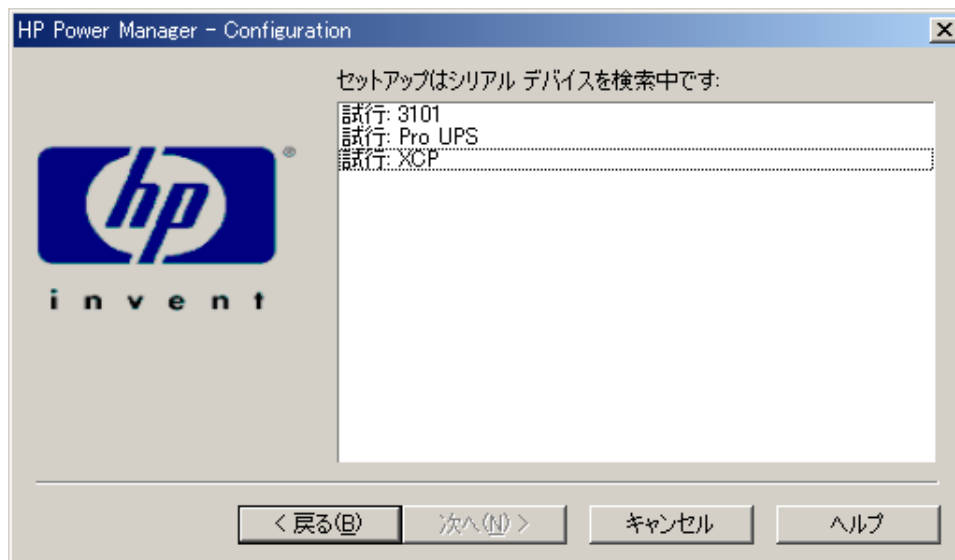 HP Power Manager - Configuration
セットアップはシリアル デバイスを検索中です:
試行: 3101
試行: Pro UPS
試行: XCP
hp
®
invent
< 戻る(B)
次へ(N) >
キャンセル
ヘルプ